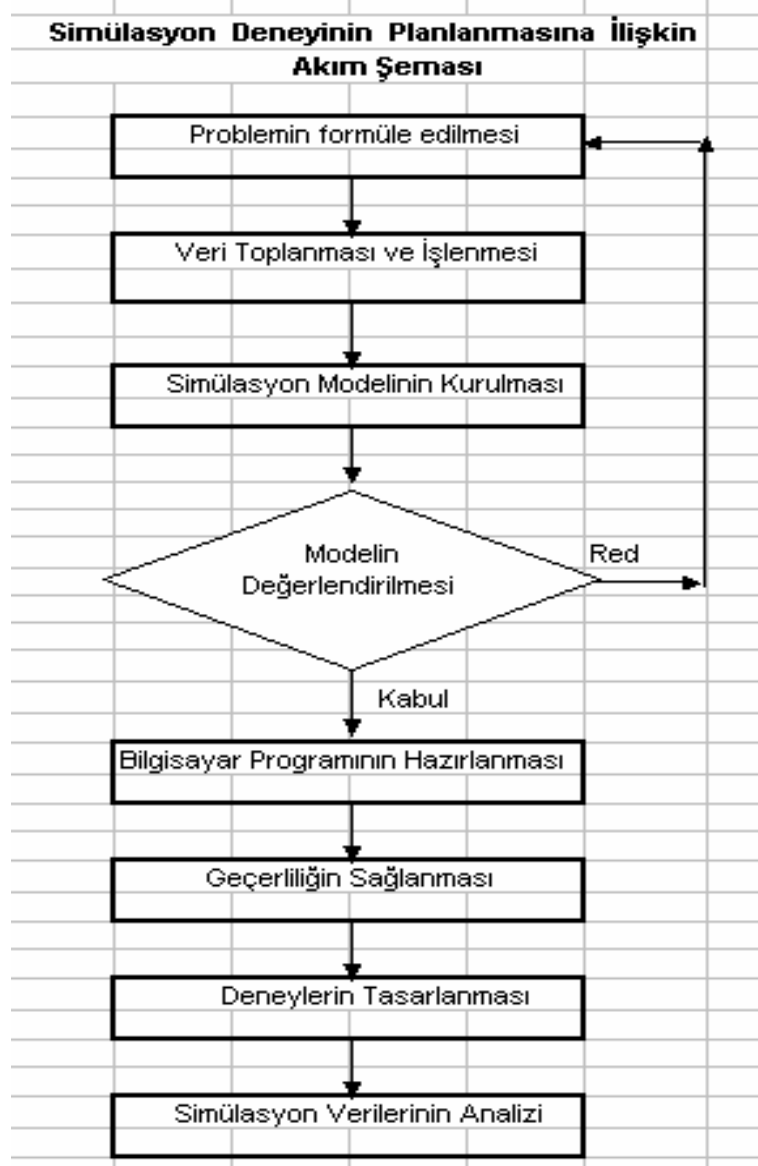 Simülasyon Deneyinin Planlanmasına İlişkin
Akım Şeması
Problemin formüle edilmesi
Veri Toplanması ve İşlenmesi
Simülasyon Modelinin Kurulması
Modelin
Değerlendirilmesi
Red
Kabul
Bilgisayar Programının Hazırlanması
Geçerliliğin Sağlanması
Deneylerin Tasarlanması
Simülasyon Verilerinin Analizi